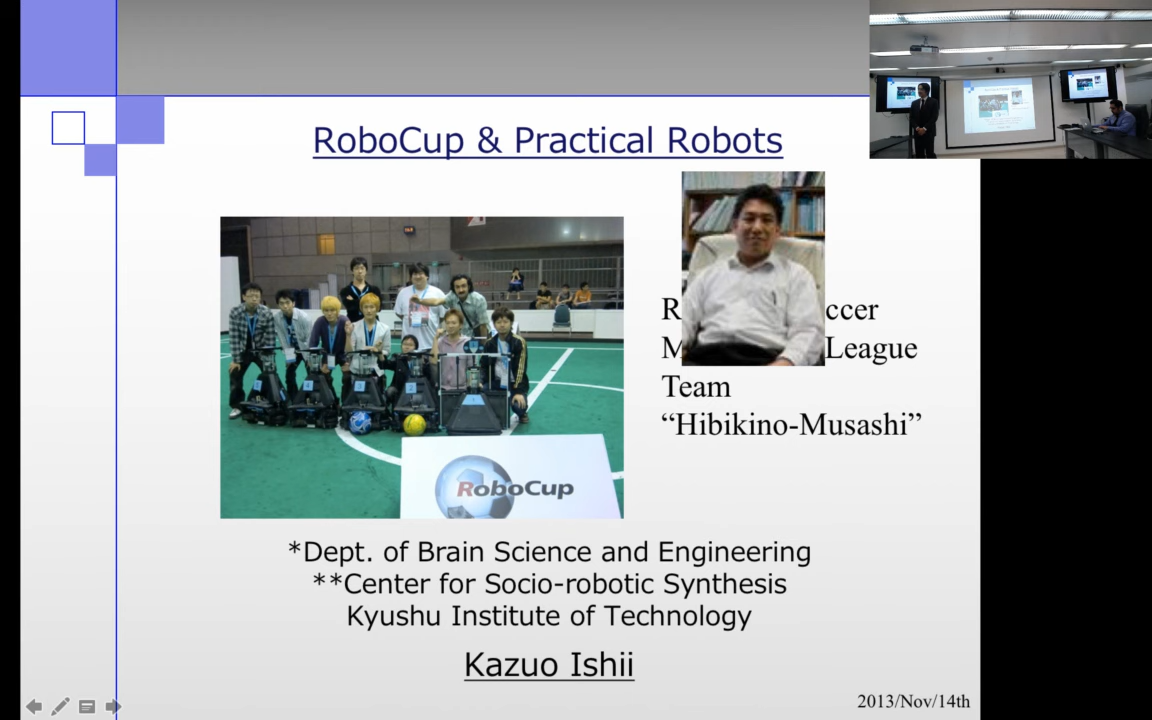 RoboCup & Practical Robots
R ccer
M League
Team
“Hibikino-Musashi”
RoboCup
*Dept. of Brain Science and Engineering
**Center for Socio-robotic Synthesis
Kyushu Institute of Technology
Kazuo Ishii
2013/Nov/14th